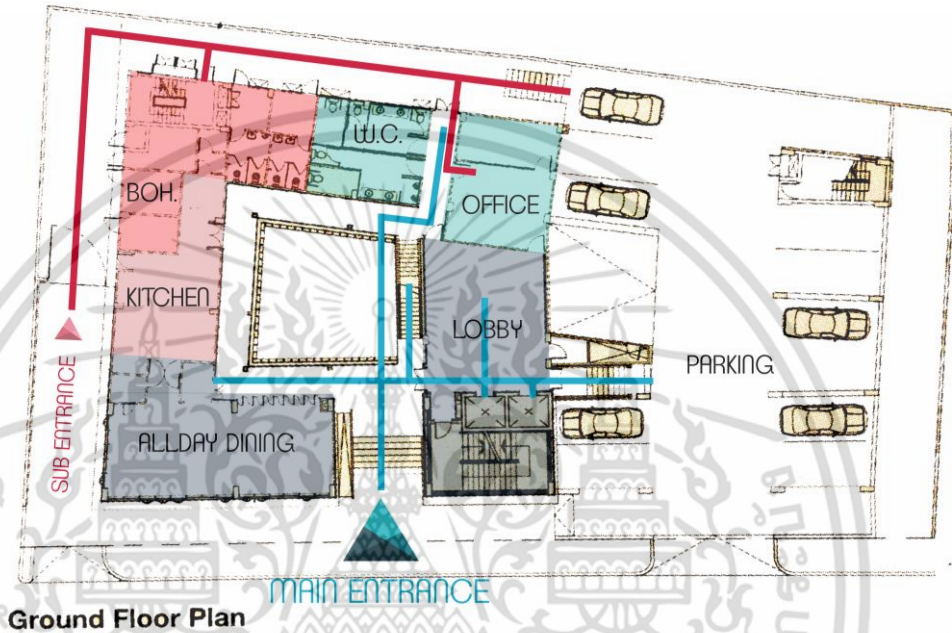 W.C.
BOH.
OFFICE
KITCHEN
LOBBY
PARKING
SUB ENTRANCE
ALLDAY DINING
MAIN ENTRANCE
Ground Floor Plan